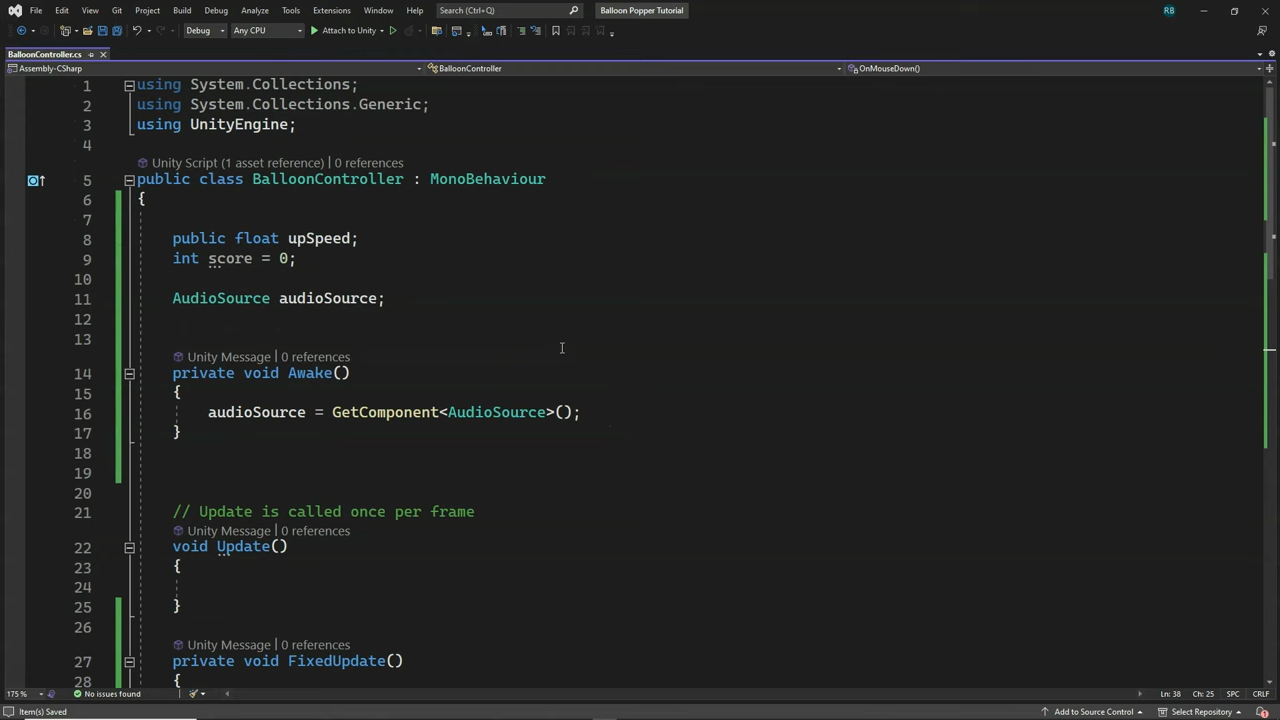 File Edit View Git Project Build Debug Analyze Tools Extensions Window Help Search (Ctrl+Q) Balloon Popper Tutorial RB
Debug Any CPU Attach to Unity
BalloonController.cs
Assembly-CSharp BalloonController OnMouseDown()
1 using System.Collections;
2 using System.Collections.Generic;
3 using UnityEngine;
4
Unity Script (1 asset reference) | 0 references
5 public class BalloonController : MonoBehaviour
6 {
7
8 public float upSpeed;
9 int score = 0;
10
11 AudioSource audioSource;
12
13
Unity Message | 0 references
14 private void Awake()
15 {
16 audioSource = GetComponent<AudioSource>();
17 }
18
19
20
21 // Update is called once per frame
Unity Message | 0 references
22 void Update()
23 {
24
25 }
26
Unity Message | 0 references
27 private void FixedUpdate()
28 {
175 % No issues found Ln: 38 Ch: 25 SPC CRLF
Item(s) Saved Add to Source Control Select Repository 1